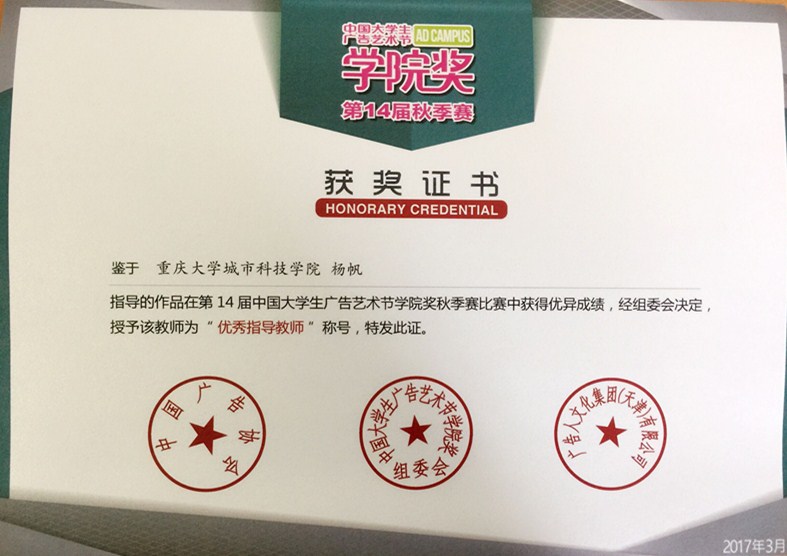 中国大学生
广告艺术节 AD CAMPUS
学院奖
第14届秋季赛
获奖证书
HONORARY CREDENTIAL
鉴于 重庆大学城市科技学院 杨帆
指导的作品在第 14 届中国大学生广告艺术节学院奖秋季赛比赛中获得优异成绩，经组委会决定，
授予该教师为“优秀指导教师”称号，特发此证。
中国广告协会
中国大学生广告艺术节学院奖
组委会
广告人文化集团(天津)有限公司
2017年3月